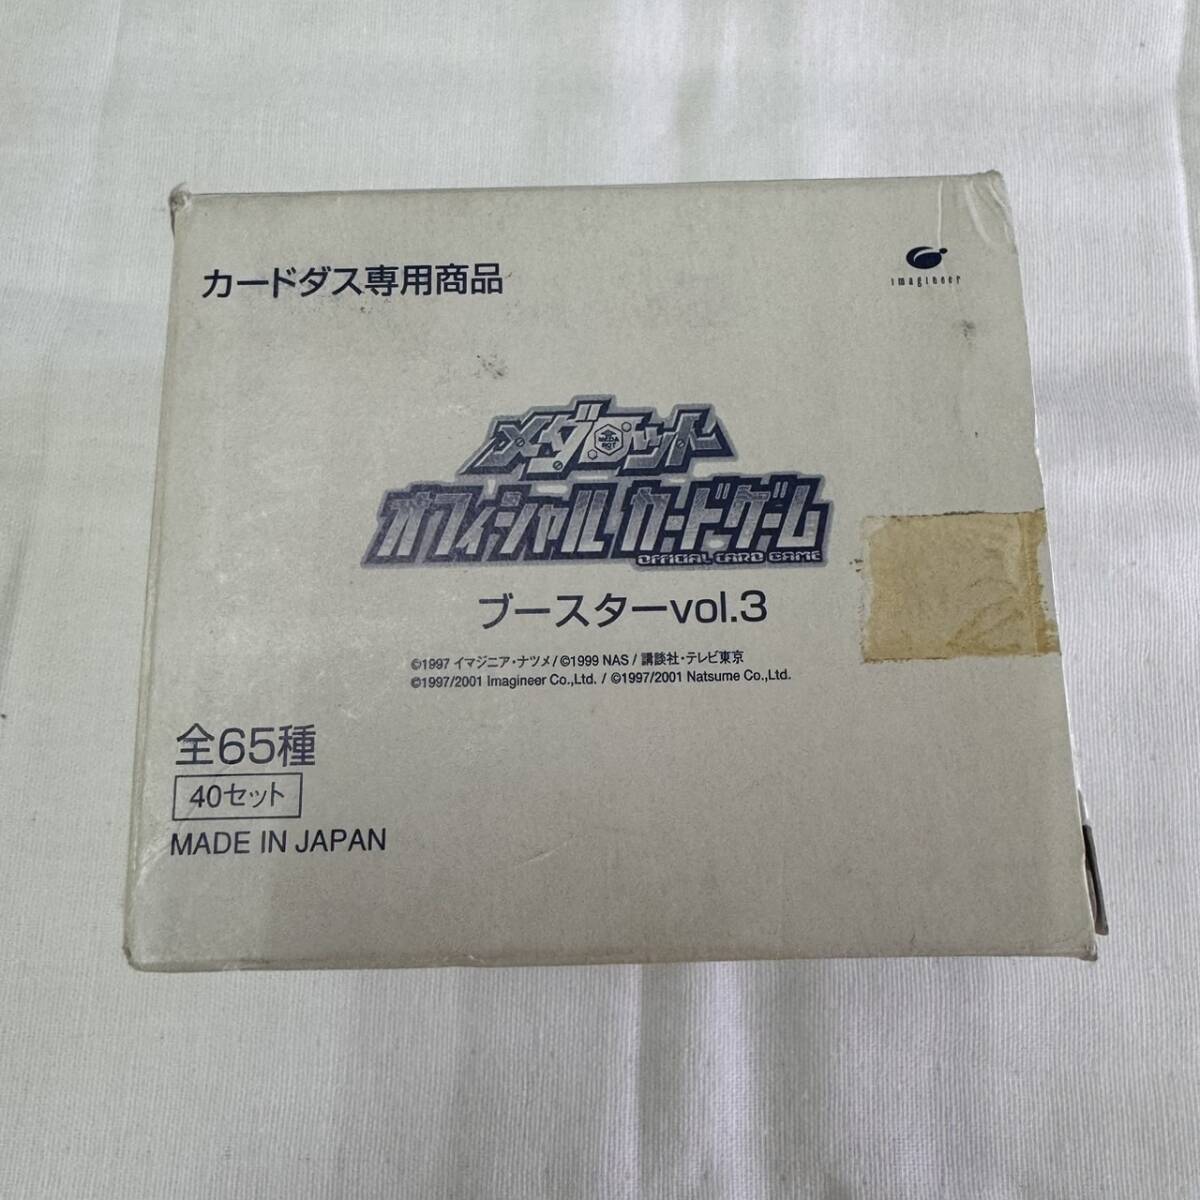 カードダス専用商品
imagineer
メダロット
MEDA
ROT
オフィシャルカードゲーム
OFFICIAL CARD GAME
ブースターvol.3
©1997 イマジニア・ナツメ/©1999 NAS / 講談社・テレビ東京
©1997/2001 Imagineer Co.,Ltd. / ©1997/2001 Natsume Co.,Ltd.
全65種
40セット
MADE IN JAPAN